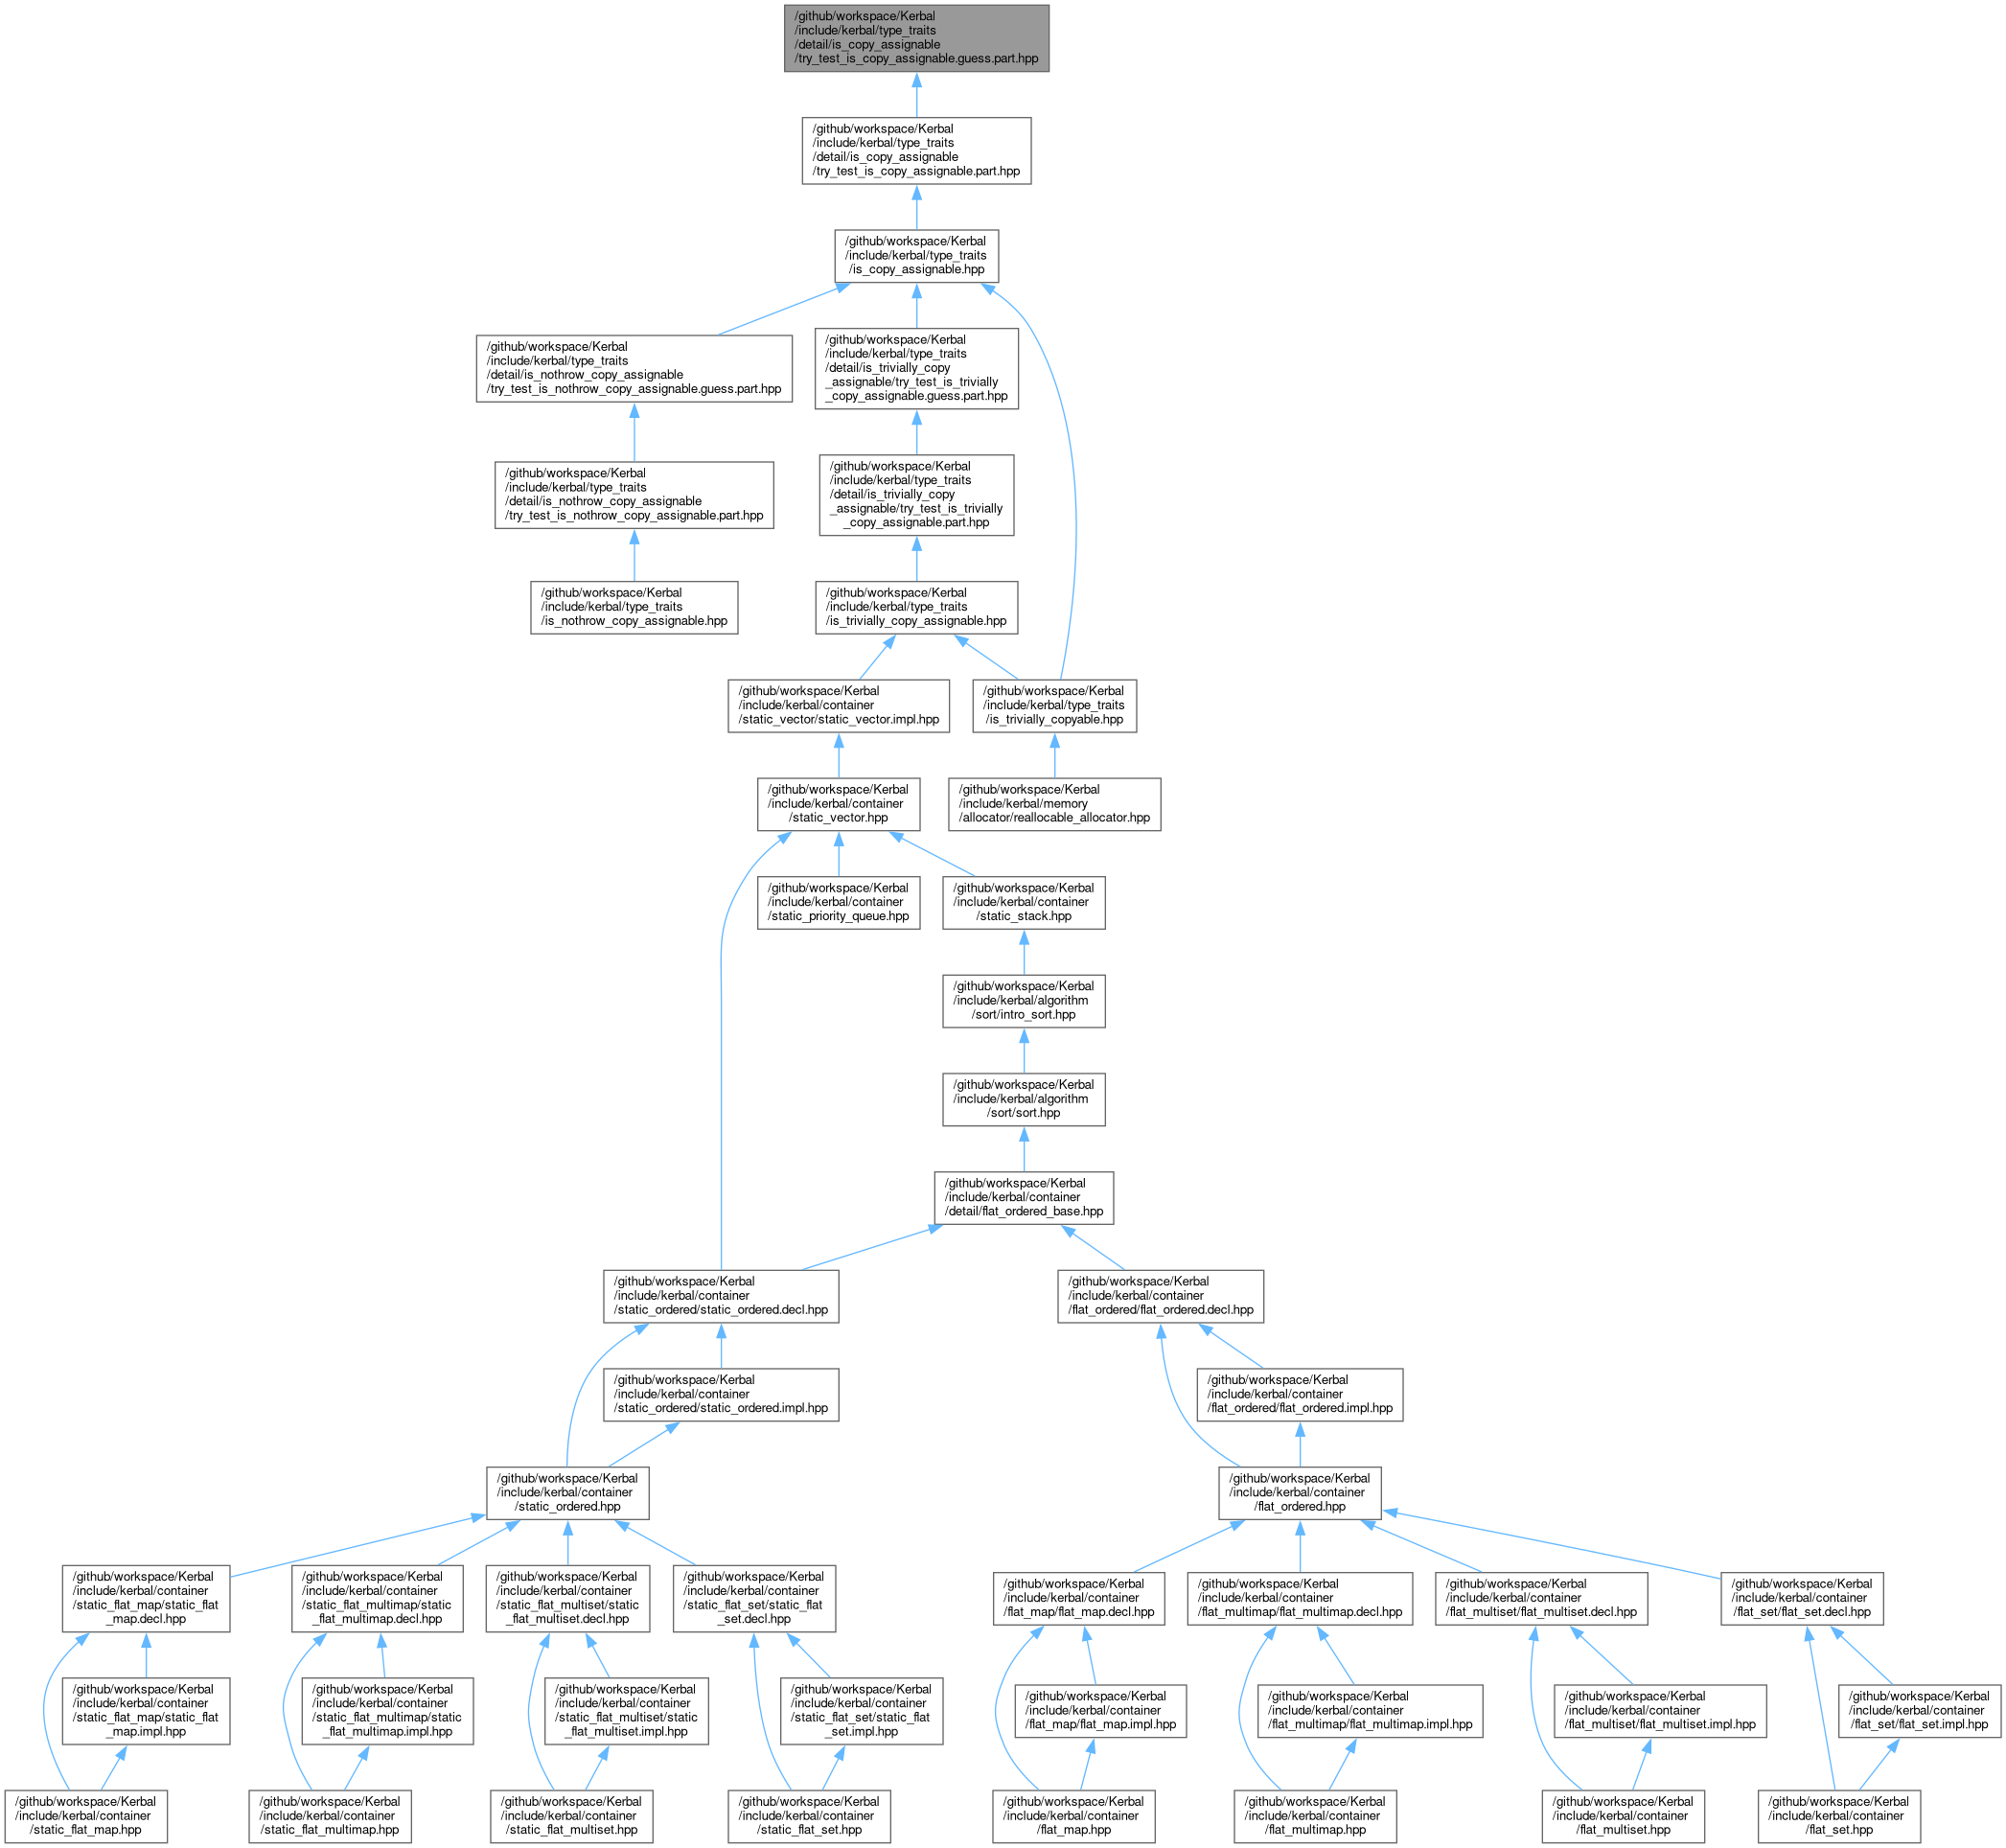 /github/workspace/Kerbal
/include/kerbal/type_traits
/detail/is_copy_assignable
/try_test_is_copy_assignable.guess.part.hpp
/github/workspace/Kerbal
/include/kerbal/type_traits
/detail/is_copy_assignable
/try_test_is_copy_assignable.part.hpp
/github/workspace/Kerbal
/include/kerbal/type_traits
/is_copy_assignable.hpp
/github/workspace/Kerbal
/include/kerbal/type_traits
/detail/is_nothrow_copy_assignable
/try_test_is_nothrow_copy_assignable.guess.part.hpp
/github/workspace/Kerbal
/include/kerbal/type_traits
/detail/is_trivially_copy
_assignable/try_test_is_trivially
_copy_assignable.guess.part.hpp
/github/workspace/Kerbal
/include/kerbal/type_traits
/detail/is_nothrow_copy_assignable
/try_test_is_nothrow_copy_assignable.part.hpp
/github/workspace/Kerbal
/include/kerbal/type_traits
/detail/is_trivially_copy
_assignable/try_test_is_trivially
_copy_assignable.part.hpp
/github/workspace/Kerbal
/include/kerbal/type_traits
/is_nothrow_copy_assignable.hpp
/github/workspace/Kerbal
/include/kerbal/type_traits
/is_trivially_copy_assignable.hpp
/github/workspace/Kerbal
/include/kerbal/container
/static_vector/static_vector.impl.hpp
/github/workspace/Kerbal
/include/kerbal/type_traits
/is_trivially_copyable.hpp
/github/workspace/Kerbal
/include/kerbal/container
/static_vector.hpp
/github/workspace/Kerbal
/include/kerbal/memory
/allocator/reallocable_allocator.hpp
/github/workspace/Kerbal
/include/kerbal/container
/static_priority_queue.hpp
/github/workspace/Kerbal
/include/kerbal/container
/static_stack.hpp
/github/workspace/Kerbal
/include/kerbal/algorithm
/sort/intro_sort.hpp
/github/workspace/Kerbal
/include/kerbal/algorithm
/sort/sort.hpp
/github/workspace/Kerbal
/include/kerbal/container
/detail/flat_ordered_base.hpp
/github/workspace/Kerbal
/include/kerbal/container
/static_ordered/static_ordered.decl.hpp
/github/workspace/Kerbal
/include/kerbal/container
/flat_ordered/flat_ordered.decl.hpp
/github/workspace/Kerbal
/include/kerbal/container
/static_ordered/static_ordered.impl.hpp
/github/workspace/Kerbal
/include/kerbal/container
/flat_ordered/flat_ordered.impl.hpp
/github/workspace/Kerbal
/include/kerbal/container
/static_ordered.hpp
/github/workspace/Kerbal
/include/kerbal/container
/flat_ordered.hpp
/github/workspace/Kerbal
/include/kerbal/container
/static_flat_map/static_flat
_map.decl.hpp
/github/workspace/Kerbal
/include/kerbal/container
/static_flat_multimap/static
_flat_multimap.decl.hpp
/github/workspace/Kerbal
/include/kerbal/container
/static_flat_multiset/static
_flat_multiset.decl.hpp
/github/workspace/Kerbal
/include/kerbal/container
/static_flat_set/static_flat
_set.decl.hpp
/github/workspace/Kerbal
/include/kerbal/container
/flat_map/flat_map.decl.hpp
/github/workspace/Kerbal
/include/kerbal/container
/flat_multimap/flat_multimap.decl.hpp
/github/workspace/Kerbal
/include/kerbal/container
/flat_multiset/flat_multiset.decl.hpp
/github/workspace/Kerbal
/include/kerbal/container
/flat_set/flat_set.decl.hpp
/github/workspace/Kerbal
/include/kerbal/container
/static_flat_map/static_flat
_map.impl.hpp
/github/workspace/Kerbal
/include/kerbal/container
/static_flat_multimap/static
_flat_multimap.impl.hpp
/github/workspace/Kerbal
/include/kerbal/container
/static_flat_multiset/static
_flat_multiset.impl.hpp
/github/workspace/Kerbal
/include/kerbal/container
/static_flat_set/static_flat
_set.impl.hpp
/github/workspace/Kerbal
/include/kerbal/container
/flat_map/flat_map.impl.hpp
/github/workspace/Kerbal
/include/kerbal/container
/flat_multimap/flat_multimap.impl.hpp
/github/workspace/Kerbal
/include/kerbal/container
/flat_multiset/flat_multiset.impl.hpp
/github/workspace/Kerbal
/include/kerbal/container
/flat_set/flat_set.impl.hpp
/github/workspace/Kerbal
/include/kerbal/container
/static_flat_map.hpp
/github/workspace/Kerbal
/include/kerbal/container
/static_flat_multimap.hpp
/github/workspace/Kerbal
/include/kerbal/container
/static_flat_multiset.hpp
/github/workspace/Kerbal
/include/kerbal/container
/static_flat_set.hpp
/github/workspace/Kerbal
/include/kerbal/container
/flat_map.hpp
/github/workspace/Kerbal
/include/kerbal/container
/flat_multimap.hpp
/github/workspace/Kerbal
/include/kerbal/container
/flat_multiset.hpp
/github/workspace/Kerbal
/include/kerbal/container
/flat_set.hpp